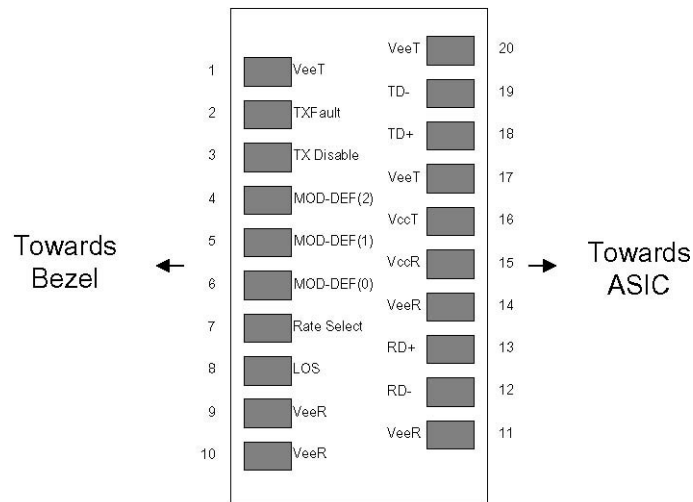 VeeT 20
1 VeeT
TD- 19
2 TXFault
TD+ 18
3 TX Disable
VeeT 17
4 MOD-DEF(2)
VccT 16
5 MOD-DEF(1)
Towards
Bezel
VccR 15
Towards
ASIC
6 MOD-DEF(0)
VeeR 14
7 Rate Select
RD+ 13
8 LOS
RD- 12
9 VeeR
VeeR 11
10 VeeR